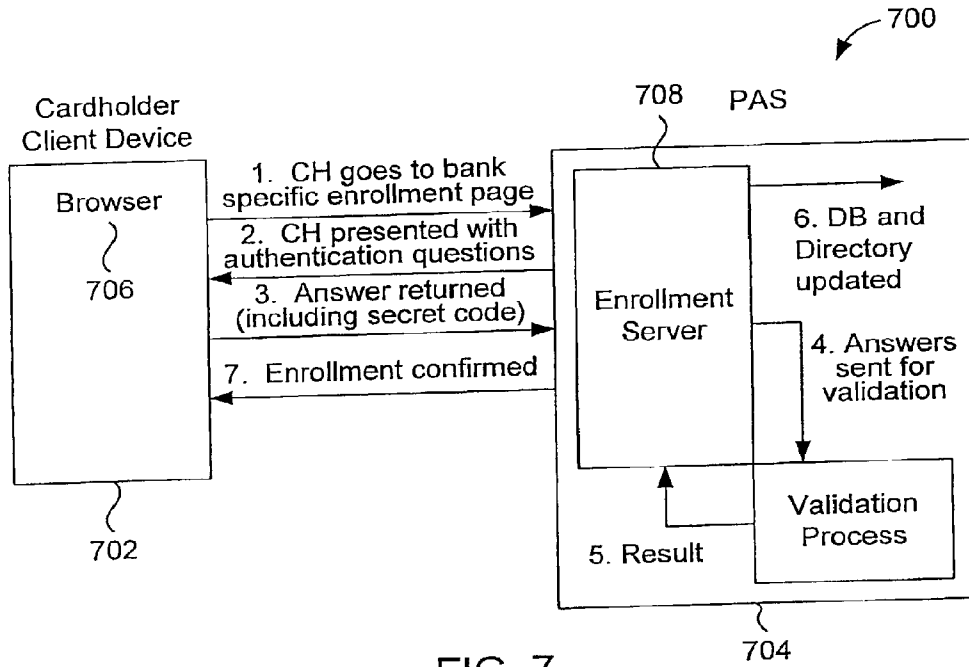 700
Cardholder
Client Device
708
PAS
Browser
706
1. CH goes to bank
specific enrollment page
2. CH presented with
authentication questions
3. Answer returned
(including secret code)
7. Enrollment confirmed
Enrollment
Server
6. DB and
Directory
updated
4. Answers
sent for
validation
5. Result
Validation
Process
702
704
FIG. 7